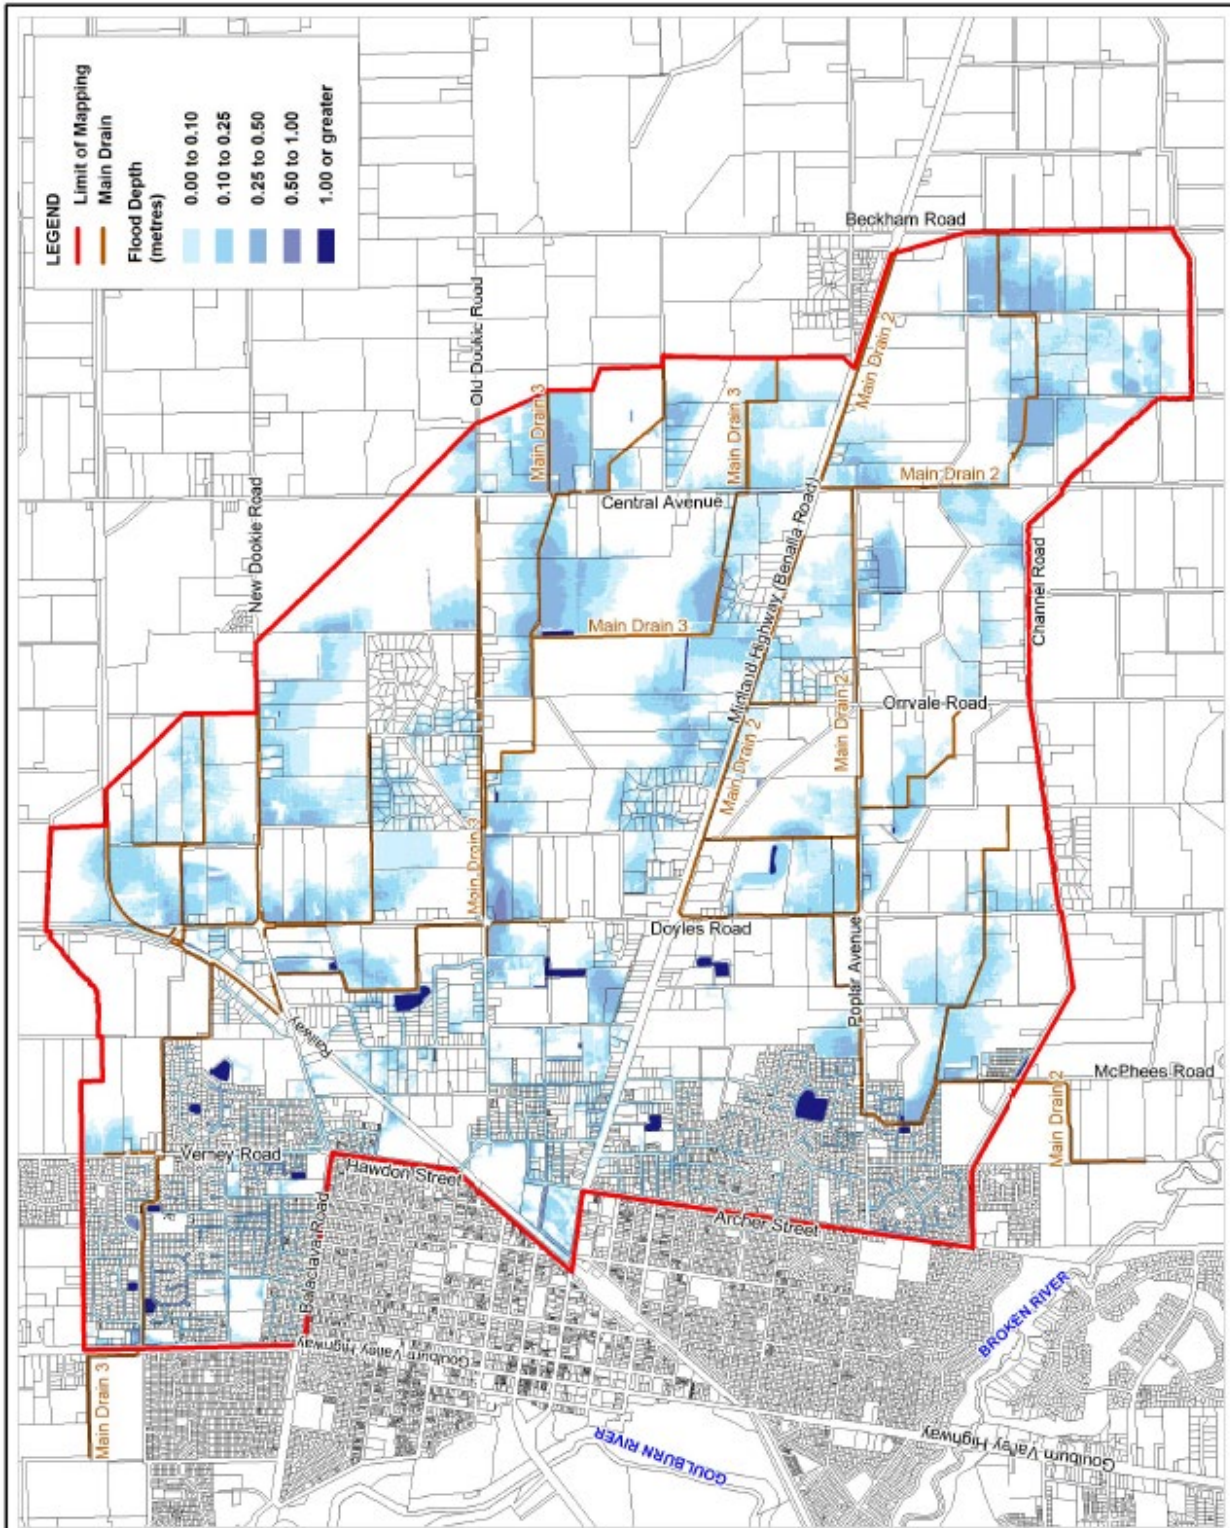 LEGEND
Limit of Mapping
Main Drain
Flood Depth
(metres)
0.00 to 0.10
0.10 to 0.25
0.25 to 0.50
0.50 to 1.00
1.00 or greater
Beckham Road
Old Dookie Road
New Dookie Road
Main Drain 3
Main Drain 3
Main Drain 2
Main Drain 2
Central Avenue
Channel Road
Main Drain 3
Midland Highway (Benalla Road)
Main Drain 2
Orrvale Road
Main Drain 2
Main Drain 3
Doyles Road
Poplar Avenue
Railway
McPhees Road
Main Drain 2
Verney Road
Hawdon Street
Balaclava Road
Archer Street
Goulburn Valley Highway
BROKEN RIVER
Main Drain 3
GOULBURN RIVER
Goulburn Valley Highway